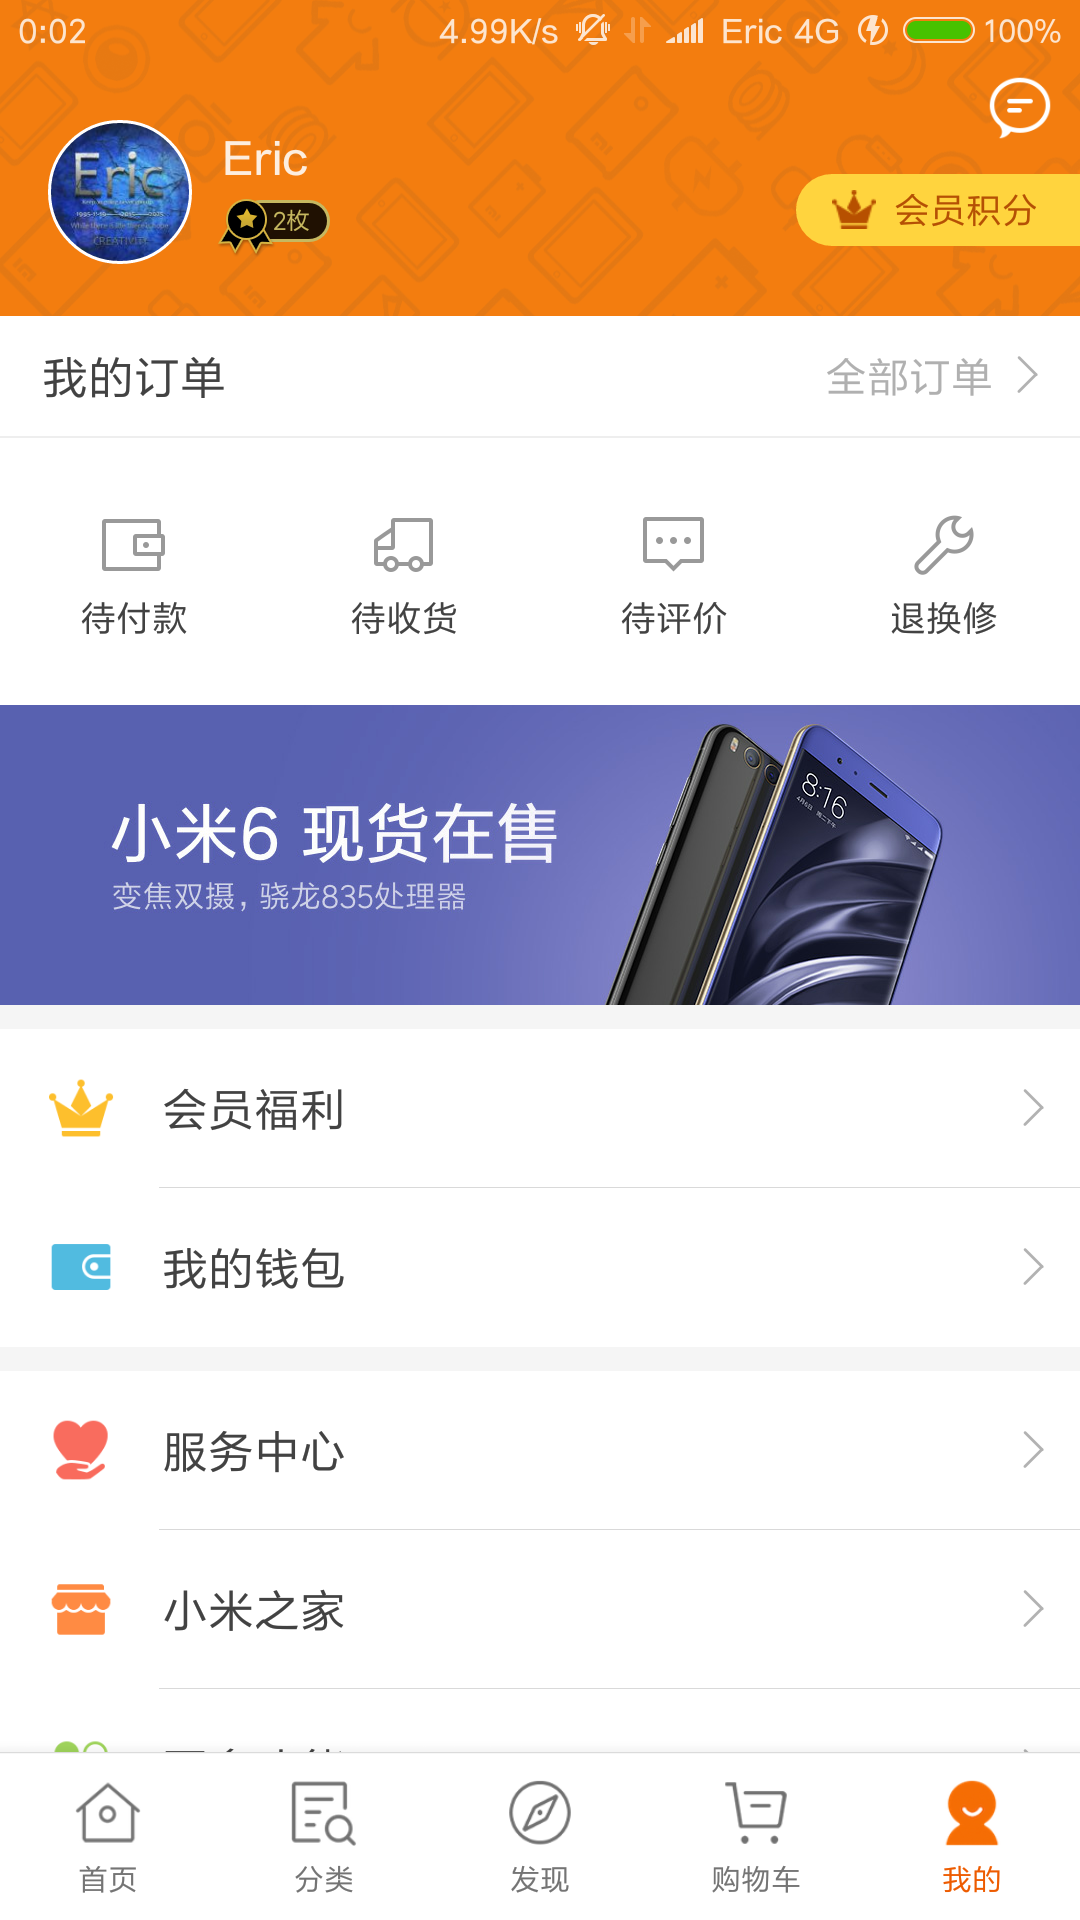 0:02 4.99K/s Eric 4G 100%
Eric
Eric
CREATIVITY
2枚
会员积分
我的订单 全部订单
待付款 待收货 待评价 退换修
小米6 现货在售
变焦双摄，骁龙835处理器
8:16
会员福利
我的钱包
服务中心
小米之家
首页 分类 发现 购物车 我的